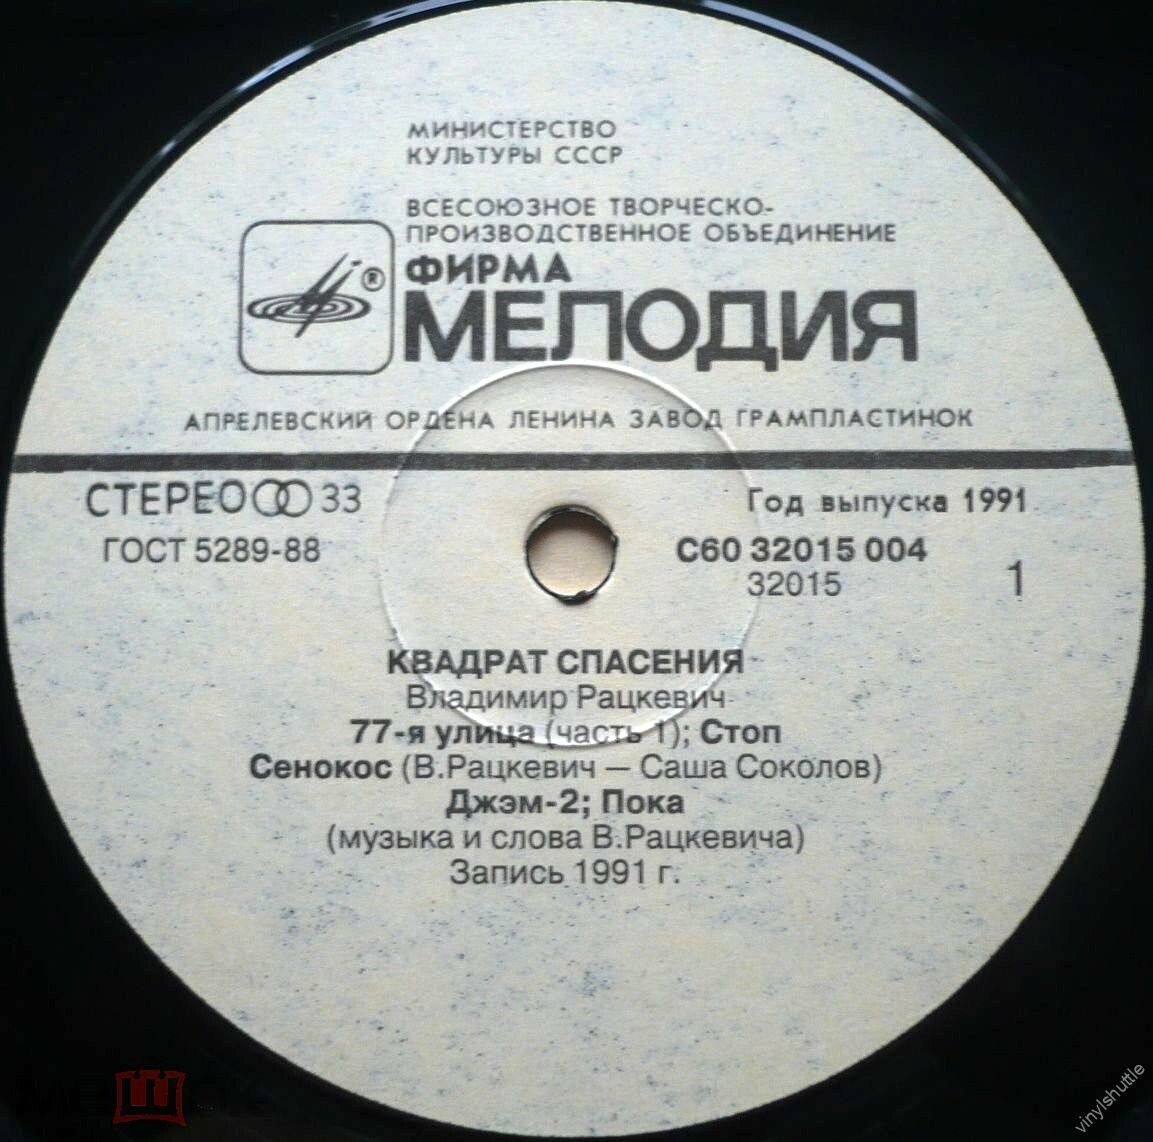 МИНИСТЕРСТВО
КУЛЬТУРЫ СССР
ВСЕСОЮЗНОЕ ТВОРЧЕСКО-
ПРОИЗВОДСТВЕННОЕ ОБЪЕДИНЕНИЕ
ФИРМА
®
МЕЛОДИЯ
АПРЕЛЕВСКИЙ ОРДЕНА ЛЕНИНА ЗАВОД ГРАМПЛАСТИНОК
СТЕРЕО 33
Год выпуска 1991
ГОСТ 5289-88
С60 32015 004
32015
1
КВАДРАТ СПАСЕНИЯ
Владимир Рацкевич
77-я улица (часть 1); Стоп
Сенокос (В.Рацкевич — Саша Соколов)
Джэм-2; Пока
(музыка и слова В.Рацкевича)
Запись 1991 г.
vinylshuttle